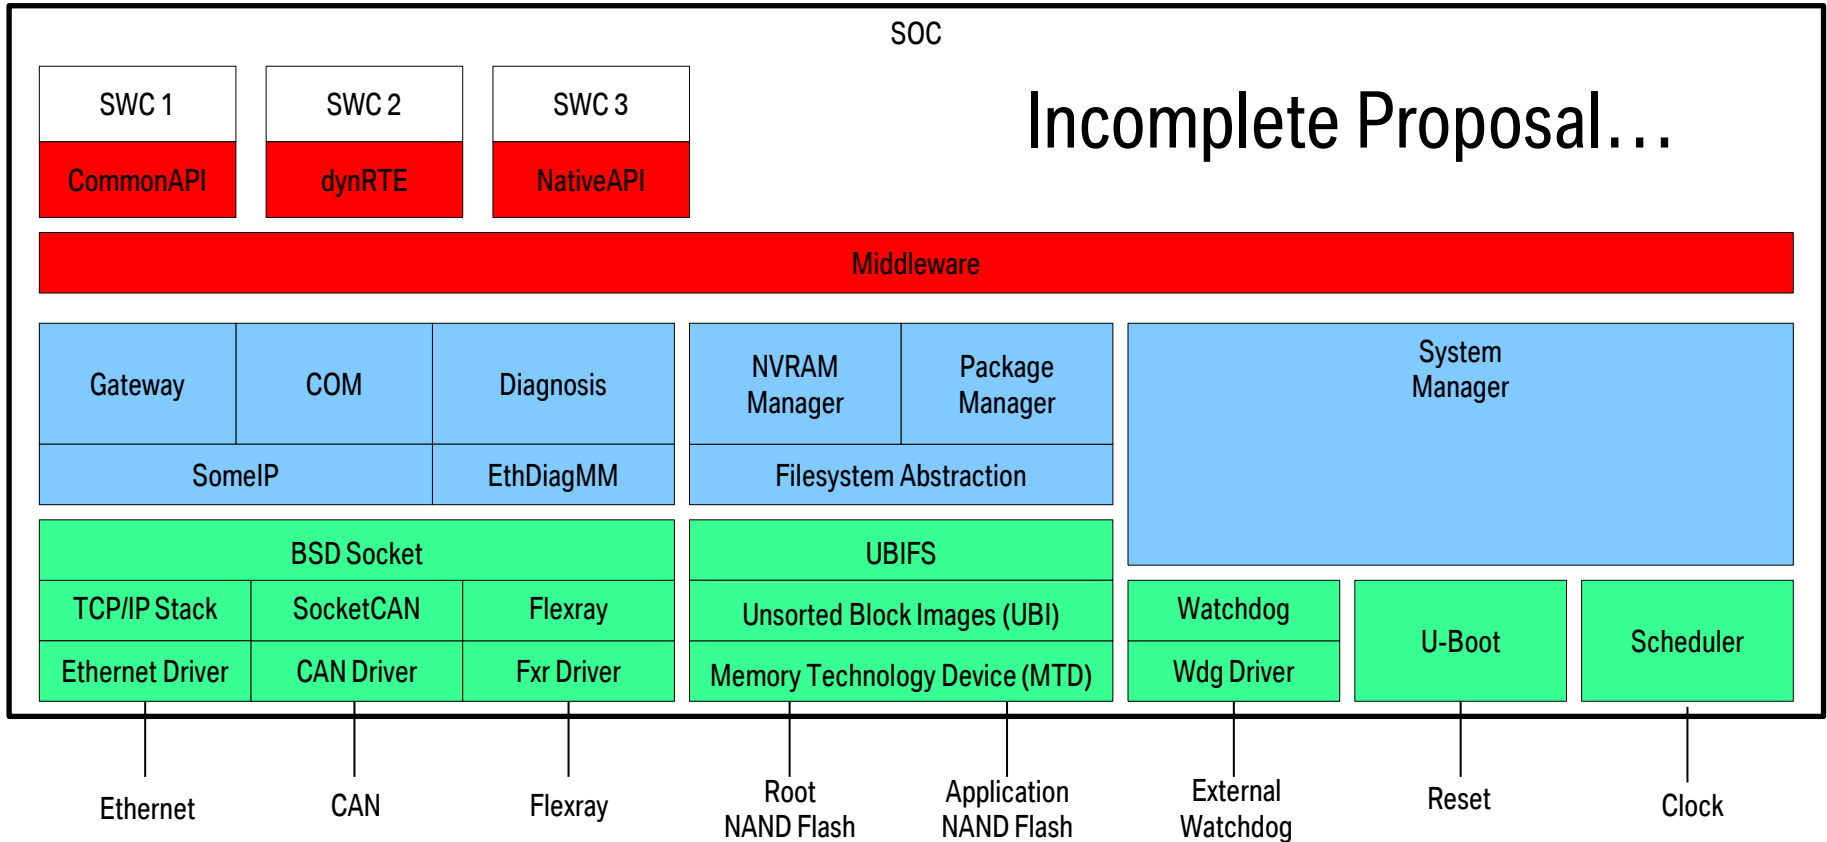 SOC
Incomplete Proposal...
SWC 1
SWC 2
SWC 3
CommonAPI
dynRTE
NativeAPI
Middleware
Gateway
COM
Diagnosis
NVRAM
Manager
Package
Manager
System
Manager
SomeIP
EthDiagMM
Filesystem Abstraction
BSD Socket
UBIFS
TCP/IP Stack
SocketCAN
Flexray
Unsorted Block Images (UBI)
Watchdog
U-Boot
Scheduler
Ethernet Driver
CAN Driver
Fxr Driver
Memory Technology Device (MTD)
Wdg Driver
Ethernet
CAN
Flexray
Root
NAND Flash
Application
NAND Flash
External
Watchdog
Reset
Clock